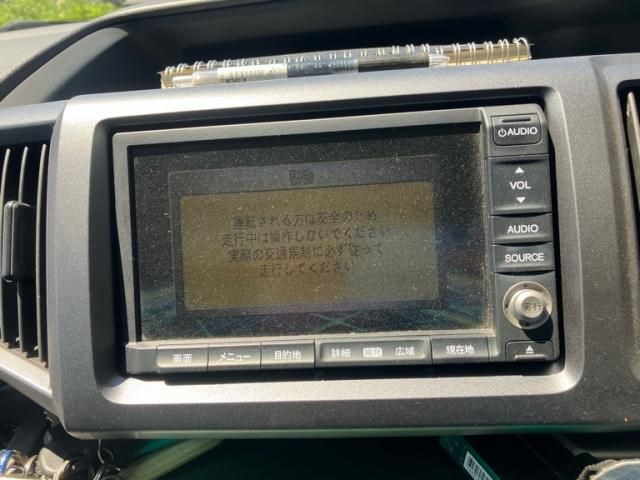 AUDIO
VOL
AUDIO
SOURCE
実行
運転される方は安全のため
走行中は操作しないでください
実際の交通規制に必ず従って
走行してください
画面 メニュー 目的地 詳細 広域 現在地